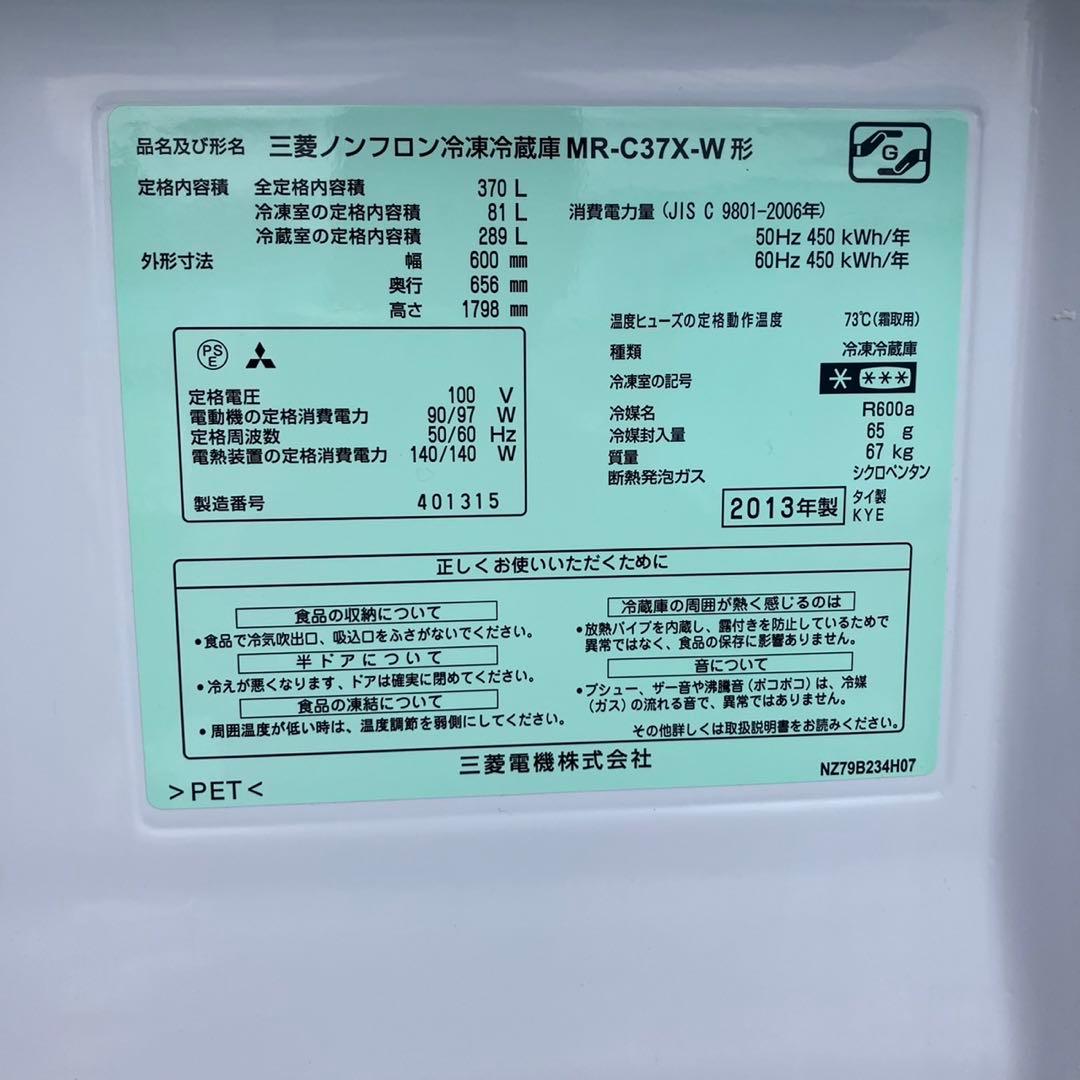 品名及び形名 三菱ノンフロン冷凍冷蔵庫 MR-C37X-W 形
G
定格内容積 全定格内容積 370 L
冷凍室の定格内容積 81 L
冷蔵室の定格内容積 289 L
外形寸法 幅 600 mm
奥行 656 mm
高さ 1798 mm
消費電力量 (JIS C 9801-2006年)
50Hz 450 kWh/年
60Hz 450 kWh/年
PS
E
定格電圧 100 V
電動機の定格消費電力 90/97 W
定格周波数 50/60 Hz
電熱装置の定格消費電力 140/140 W
製造番号 401315
温度ヒューズの定格動作温度 73℃(霜取用)
種類 冷凍冷蔵庫
冷凍室の記号 * ***
冷媒名 R600a
冷媒封入量 65 g
質量 67 kg
断熱発泡ガス シクロペンタン
2013年製 タイ製
KYE
正しくお使いいただくために
食品の収納について
•食品で冷気吹出口、吸込口をふさがないでください。
半ドアについて
•冷えが悪くなります、ドアは確実に閉めてください。
食品の凍結について
•周囲温度が低い時は、温度調節を弱側にしてください。
冷蔵庫の周囲が熱く感じるのは
•放熱パイプを内蔵し、露付きを防止しているためで
異常ではなく、食品の保存に影響ありません。
音について
•プシュー、ザー音や沸騰音(ポコポコ)は、冷媒
(ガス)の流れる音で、異常ではありません。
その他詳しくは取扱説明書をお読みください。
三菱電機株式会社
NZ79B234H07
>PET<